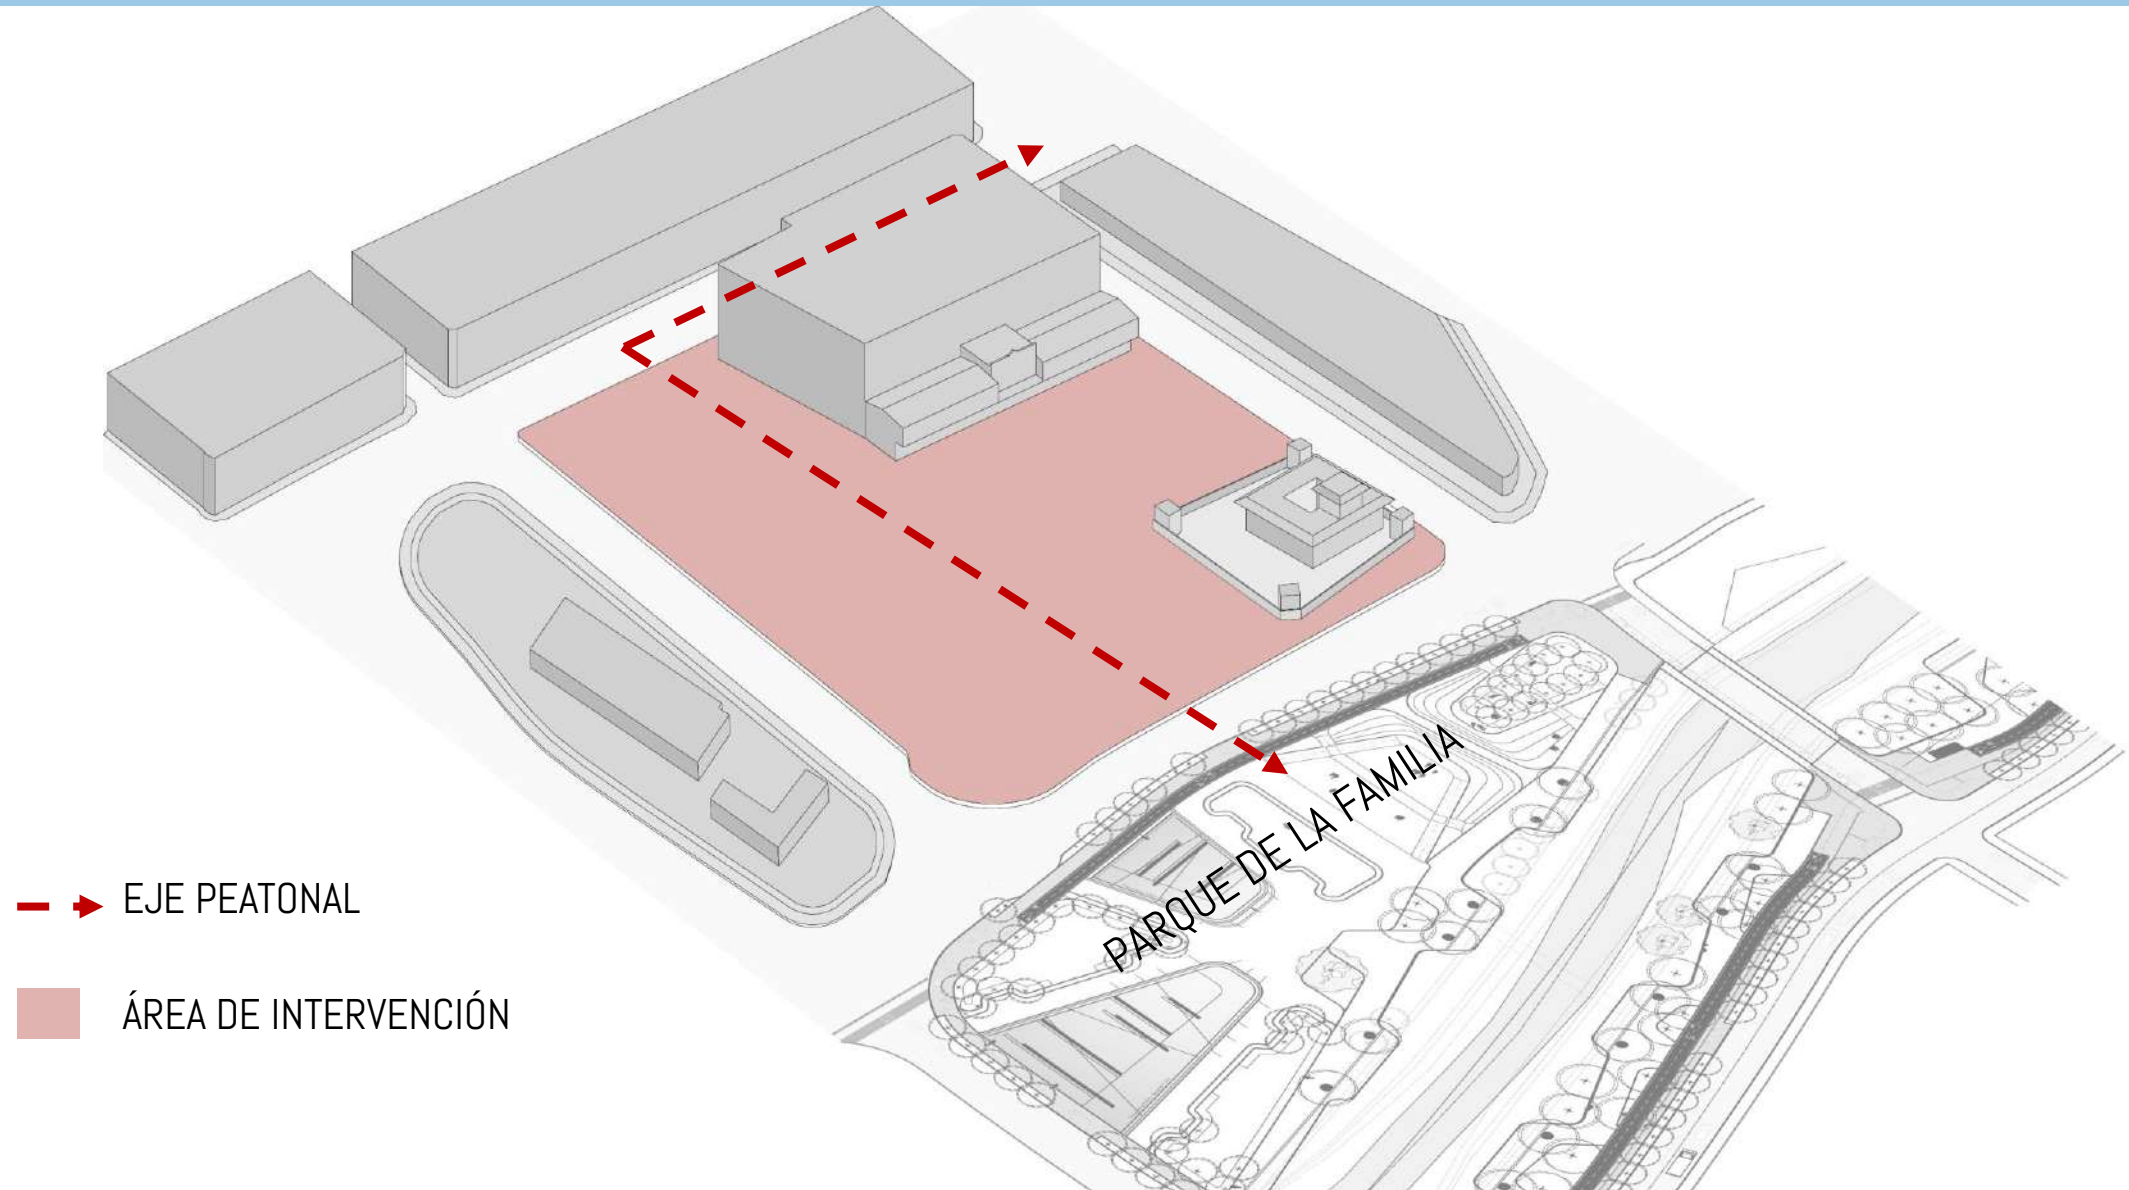 PARQUE DE LA FAMILIA
EJE PEATONAL
ÁREA DE INTERVENCIÓN